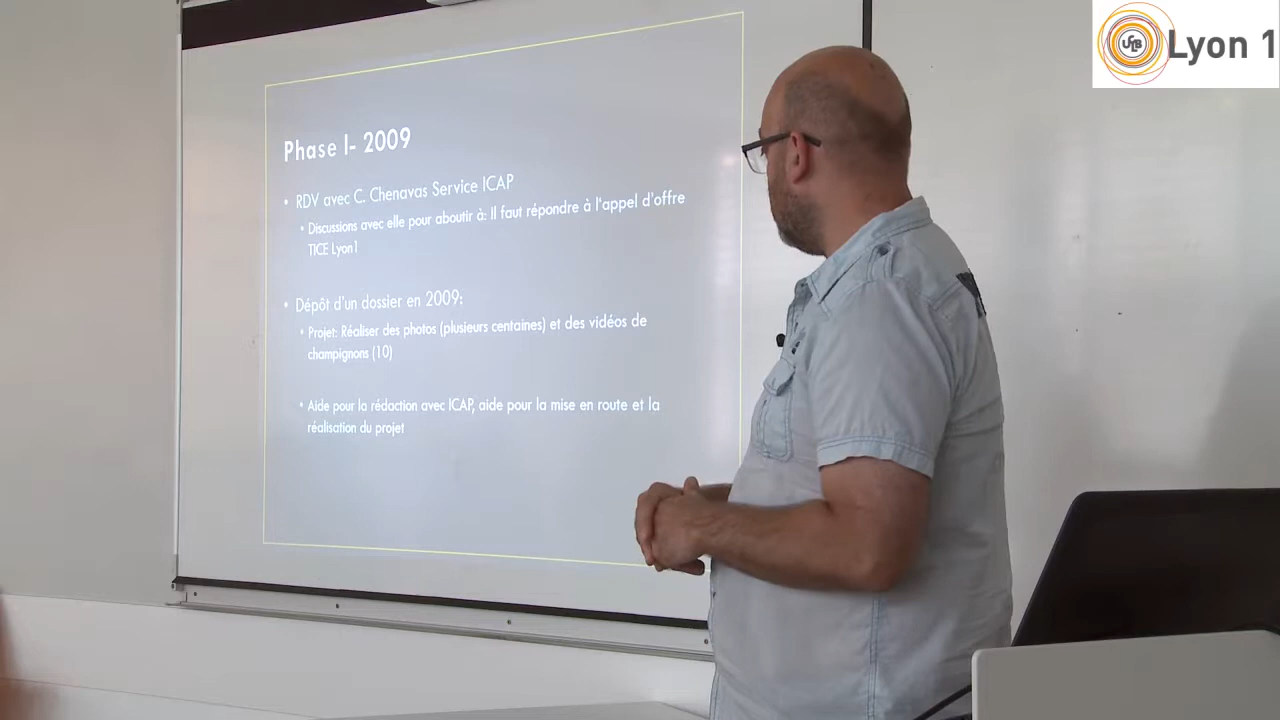 Phase I- 2009
• RDV avec C. Chenavas Service ICAP
• Discussions avec elle pour aboutir à: Il faut répondre à l'appel d'offre
TICE Lyon1
• Dépôt d'un dossier en 2009:
• Projet: Réaliser des photos (plusieurs centaines) et des vidéos de
champignons (10)
• Aide pour la rédaction avec ICAP, aide pour la mise en route et la
réalisation du projet
Lyon 1